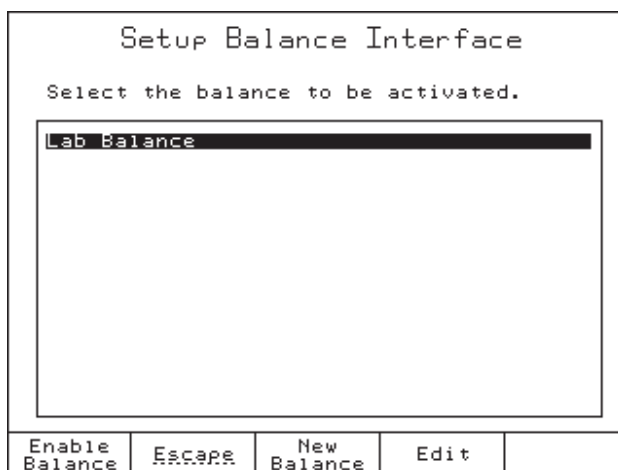 Setup Balance Interface
Select the balance to be activated.
Lab Balance
Enable
Balance
Escape
New
Balance
Edit